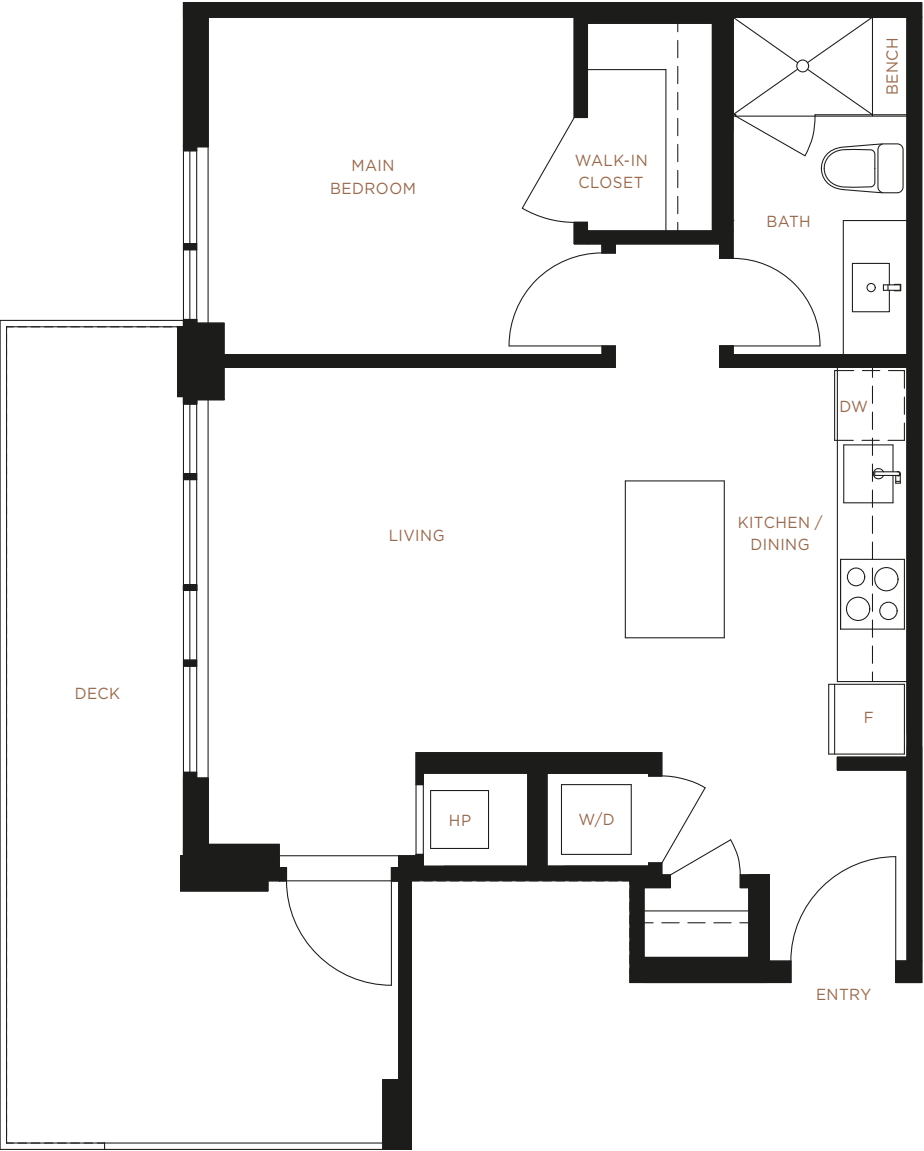 BENCH
MAIN
BEDROOM
WALK-IN
CLOSET
BATH
DW
LIVING
KITCHEN /
DINING
DECK
F
HP
W/D
ENTRY